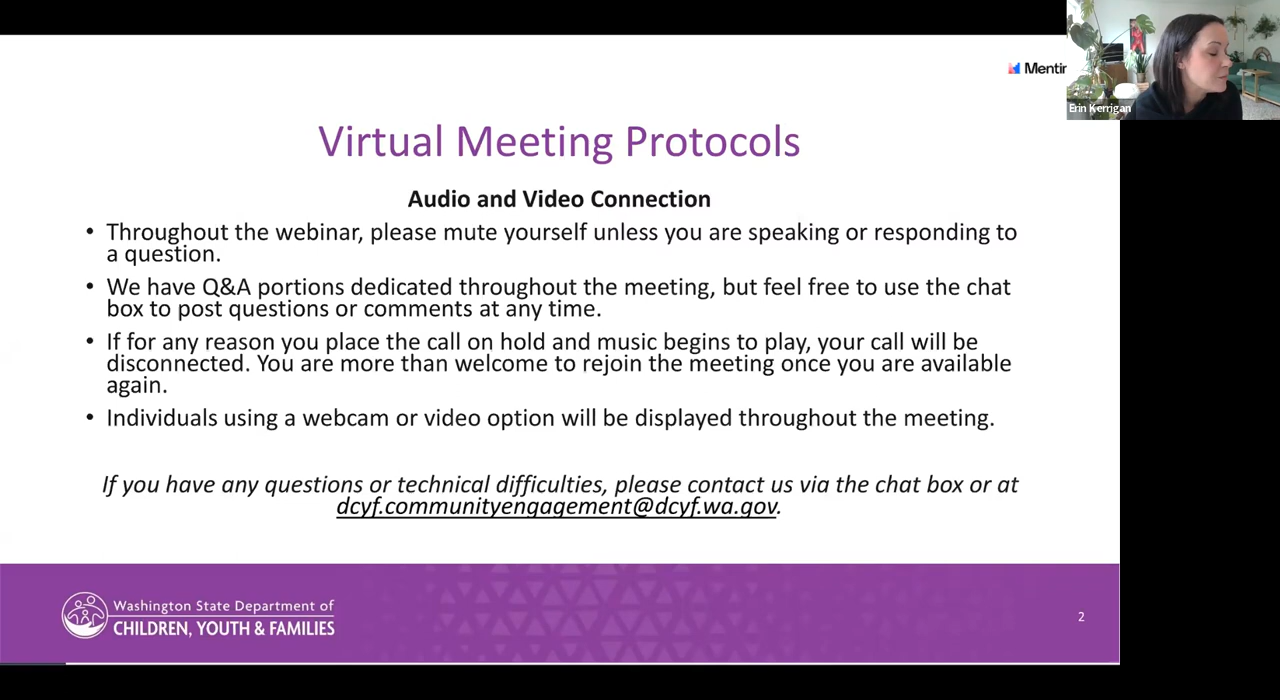 Mentir
Erin Kerrigan
Virtual Meeting Protocols
Audio and Video Connection
• Throughout the webinar, please mute yourself unless you are speaking or responding to
a question.
• We have Q&A portions dedicated throughout the meeting, but feel free to use the chat
box to post questions or comments at any time.
• If for any reason you place the call on hold and music begins to play, your call will be
disconnected. You are more than welcome to rejoin the meeting once you are available
again.
• Individuals using a webcam or video option will be displayed throughout the meeting.
If you have any questions or technical difficulties, please contact us via the chat box or at
dcyf.communityengagement@dcyf.wa.gov.
Washington State Department of
CHILDREN, YOUTH & FAMILIES
2